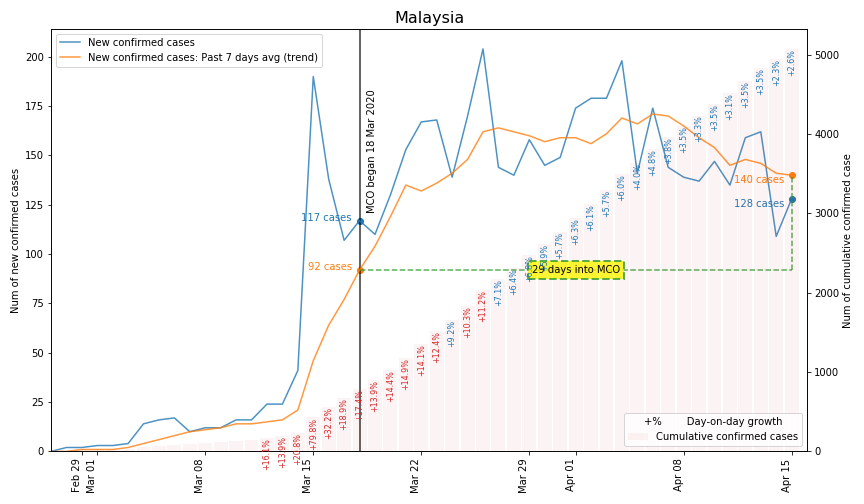 Malaysia
New confirmed cases
New confirmed cases: Past 7 days avg (trend)
MCO began 18 Mar 2020
117 cases
92 cases
140 cases
128 cases
29 days into MCO
Num of new confirmed cases
200
175
150
125
100
75
50
25
0
Num of cumulative confirmed case
5000
4000
3000
2000
1000
0
+16.1%
+13.9%
+20.8%
+79.8%
+32.2%
+18.9%
+17.4%
+13.9%
+14.4%
+14.9%
+14.1%
+12.4%
+9.2%
+10.3%
+11.2%
+7.1%
+6.4%
+5.7%
+6.3%
+6.1%
+5.7%
+6.0%
+4.0%
+4.8%
+3.8%
+3.5%
+3.3%
+3.5%
+3.1%
+3.5%
+3.5%
+2.3%
+2.6%
+% Day-on-day growth
Cumulative confirmed cases
Feb 29
Mar 01
Mar 08
Mar 15
Mar 22
Mar 29
Apr 01
Apr 08
Apr 15